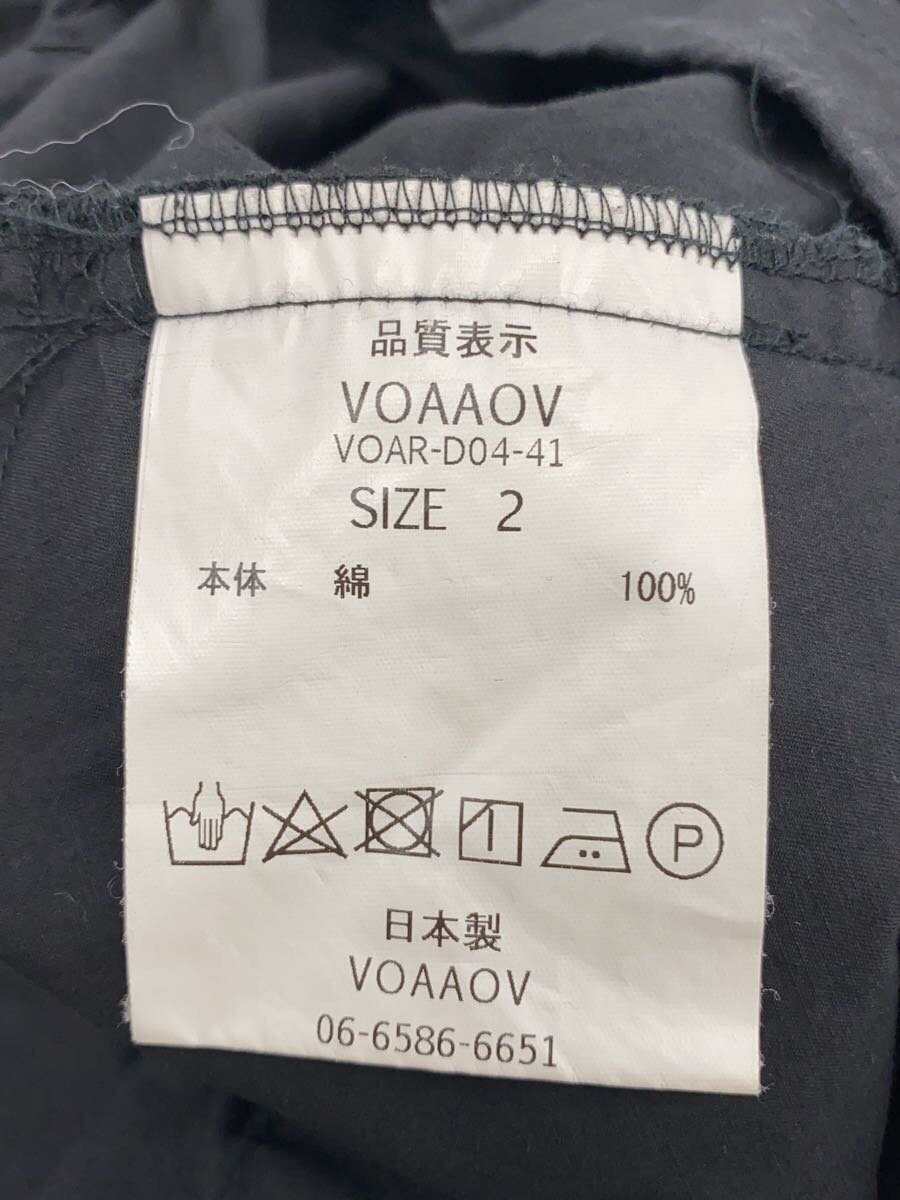 品質表示
VOAAOV
VOAR-D04-41
SIZE 2
本体 綿 100%
P
日本製
VOAAOV
06-6586-6651